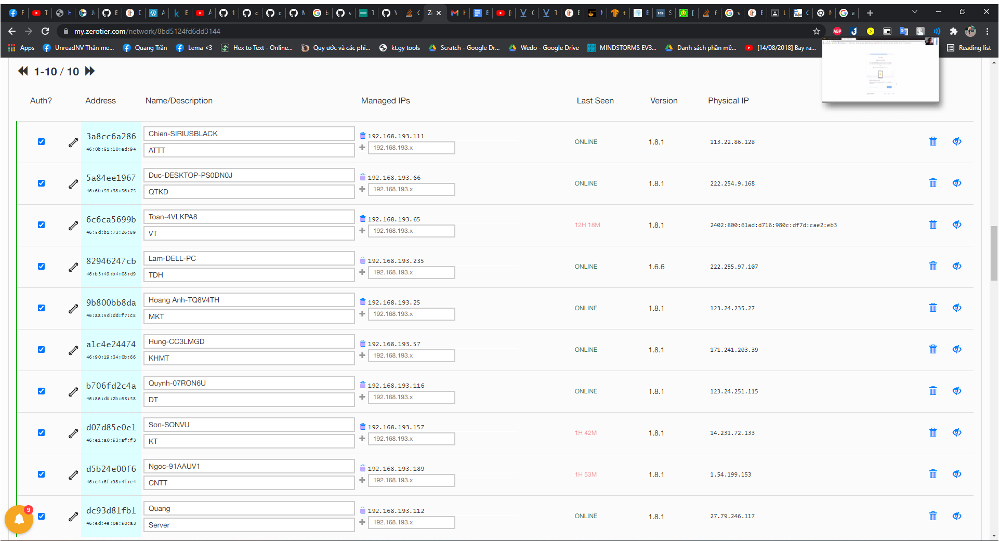 my.zerotier.com/network/8bd5124fd6dd3144
ABP
Apps UnreadNV Thân me... Quang Trần Lema <3 Hex to Text - Online... Quy ước và các phi... kt.gy tools Scratch - Google Dr... Wedo - Google Drive MINDSTORMS EV3... Danh sách phần mề... [14/08/2018] Bay ra... Reading list
1-10 / 10
Auth? Address Name/Description Managed IPs Last Seen Version Physical IP
3a8cc6a286 Chien-SIRIUSBLACK 192.168.193.111 ONLINE 1.8.1 113.22.86.128
46:0b:51:10:ed:94 ATTT 192.168.193.x
5a84ee1967 Duc-DESKTOP-PS0DN0J 192.168.193.66 ONLINE 1.8.1 222.254.9.168
46:6b:59:38:56:75 QTKD 192.168.193.x
6c6ca5699b Toan-4VLKPA8 192.168.193.65 12H 18M 1.8.1 2402:800:61ad:d716:980c:df7d:cae2:eb3
46:5d:b1:73:26:89 VT 192.168.193.x
82946247cb Lam-DELL-PC 192.168.193.235 ONLINE 1.6.6 222.255.97.107
46:b3:49:b4:08:d9 TDH 192.168.193.x
9b800bb8da Hoang Anh-TQ8V4TH 192.168.193.25 ONLINE 1.8.1 123.24.235.27
46:aa:5d:dd:f7:c8 MKT 192.168.193.x
a1c4e24474 Hung-CC3LMGD 192.168.193.57 ONLINE 1.8.1 171.241.203.39
46:90:19:34:0b:66 KHMT 192.168.193.x
b706fd2c4a Quynh-07RON6U 192.168.193.116 ONLINE 1.8.1 123.24.251.115
46:86:db:2b:63:58 DT 192.168.193.x
d07d85e0e1 Son-SONVU 192.168.193.157 1H 42M 1.8.1 14.231.72.133
46:e1:a0:53:af:f3 KT 192.168.193.x
d5b24e00f6 Ngoc-91AAUV1 192.168.193.189 1H 53M 1.8.1 1.54.199.153
46:e4:6f:98:4f:e4 CNTT 192.168.193.x
dc93d81fb1 Quang 192.168.193.112 ONLINE 1.8.1 27.79.246.117
46:ed:4e:0e:50:a3 Server 192.168.193.x
9